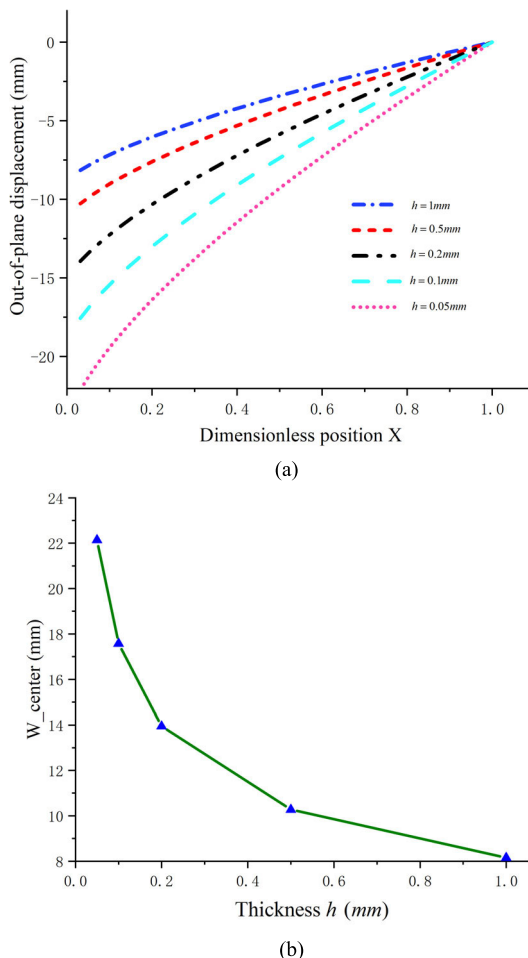 0
−5
−10
−15
−20
Out-of-plane displacement (mm)
h = 1mm
h = 0.5mm
h = 0.2mm
h = 0.1mm
h = 0.05mm
0.0 0.2 0.4 0.6 0.8 1.0
Dimensionless position X
(a)
24
22
20
18
16
14
12
10
8
W_center (mm)
0.0 0.2 0.4 0.6 0.8 1.0
Thickness h (mm)
(b)